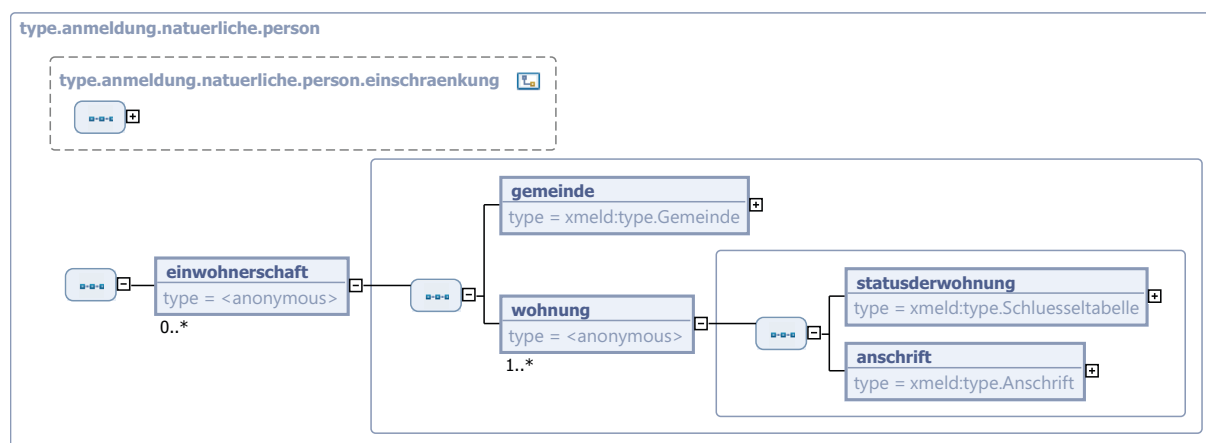 type.anmeldung.natuerliche.person
type.anmeldung.natuerliche.person.einschraenkung
gemeinde
type = xmeld:type.Gemeinde
einwohnerschaft
type = <anonymous>
0..*
wohnung
type = <anonymous>
1..*
statusderwohnung
type = xmeld:type.Schluesseltabelle
anschrift
type = xmeld:type.Anschrift